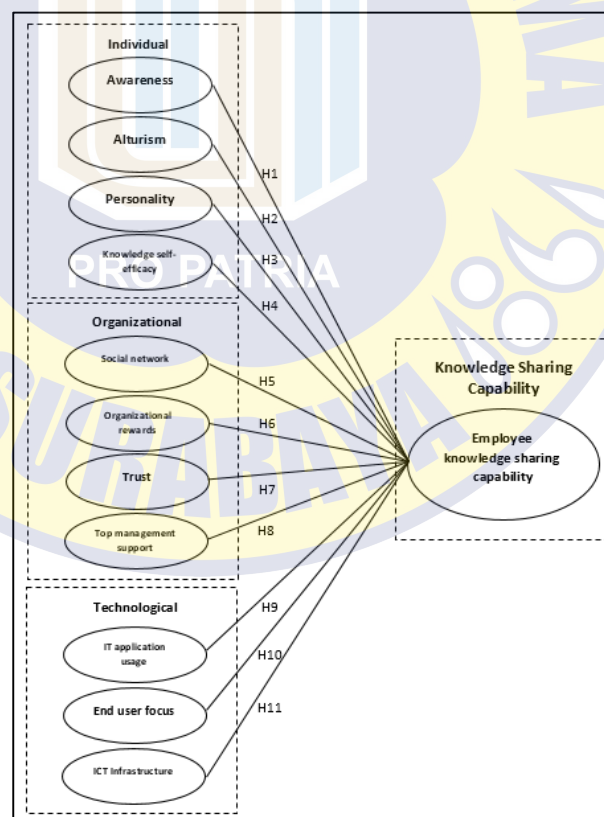 Individual
Awareness
Alturism
Personality
Knowledge self-
efficacy
H1
H2
H3
H4
PRO PATRIA
Organizational
Social network
Organizational
rewards
Trust
Top management
support
H5
H6
H7
H8
Knowledge Sharing
Capability
Employee
knowledge sharing
capability
Technological
IT application
usage
End user focus
ICT Infrastructure
H9
H10
H11
SURABAYA